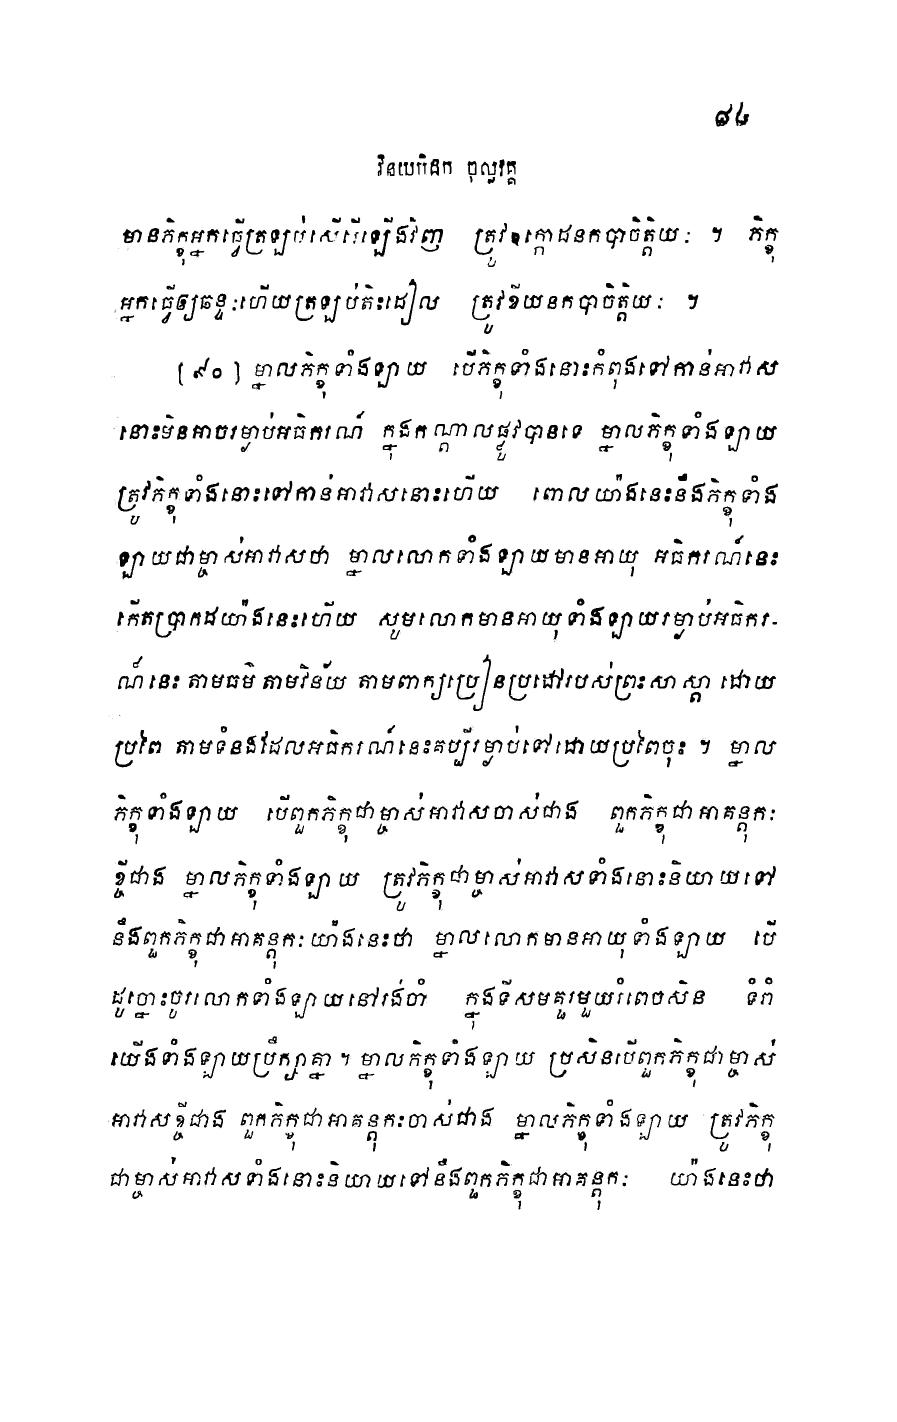 ៨៤
វិនយបិដក ចុល្លវគ្គ
មានភិក្ខុអ្នកធ្វើត្រឡប់សើរើឡើងវិញ ត្រូវឧក្កោដនកបាចិត្តិយៈ ។ ភិក្ខុ
អ្នកធ្វើឲ្យឆន្ទៈហើយត្រឡប់តិះដៀល ត្រូវខីយនកបាចិត្តិយៈ ។
[៩០] ម្នាលភិក្ខុទាំងឡាយ បើភិក្ខុទាំងនោះកំពុងទៅកាន់អាវាស
នោះមិនអាចរម្ងាប់អធិករណ៍ ក្នុងកណ្តាលផ្លូវបានទេ ម្នាលភិក្ខុទាំងឡាយ
ត្រូវភិក្ខុទាំងនោះទៅកាន់អាវាសនោះហើយ ពោលយ៉ាងនេះនឹងភិក្ខុទាំង
ឡាយជាម្ចាស់អាវាសថា ម្នាលលោកទាំងឡាយមានអាយុ អធិករណ៍នេះ
កើតប្រាកដយ៉ាងនេះហើយ សូមលោកមានអាយុទាំងឡាយរម្ងាប់អធិករ-
ណ៍នេះ តាមធម៌ តាមវិន័យ តាមពាក្យប្រៀនប្រដៅរបស់ព្រះសាស្តា ដោយ
ប្រពៃ តាមទំនងដែលអធិករណ៍នេះគប្បីរម្ងាប់ទៅដោយប្រពៃចុះ ។ ម្នាល
ភិក្ខុទាំងឡាយ បើពួកភិក្ខុជាម្ចាស់អាវាសចាស់ជាង ពួកភិក្ខុជាអាគន្តុកៈ
ខ្ចីជាង ម្នាលភិក្ខុទាំងឡាយ ត្រូវភិក្ខុជាម្ចាស់អាវាសទាំងនោះនិយាយទៅ
នឹងពួកភិក្ខុជាអាគន្តុកៈយ៉ាងនេះថា ម្នាលលោកមានអាយុទាំងឡាយ បើ
ដូច្នោះចូរលោកទាំងឡាយនៅរង់ចាំ ក្នុងទីសមគួរមួយរំពេចសិន ទំរាំ
យើងទាំងឡាយប្រឹក្សាគ្នា ។ ម្នាលភិក្ខុទាំងឡាយ ប្រសិនបើពួកភិក្ខុជាម្ចាស់
អាវាសខ្ចីជាង ពួកភិក្ខុជាអាគន្តុកៈចាស់ជាង ម្នាលភិក្ខុទាំងឡាយ ត្រូវភិក្ខុ
ជាម្ចាស់អាវាសទាំងនោះនិយាយទៅនឹងពួកភិក្ខុជាអាគន្តុកៈ យ៉ាងនេះថា